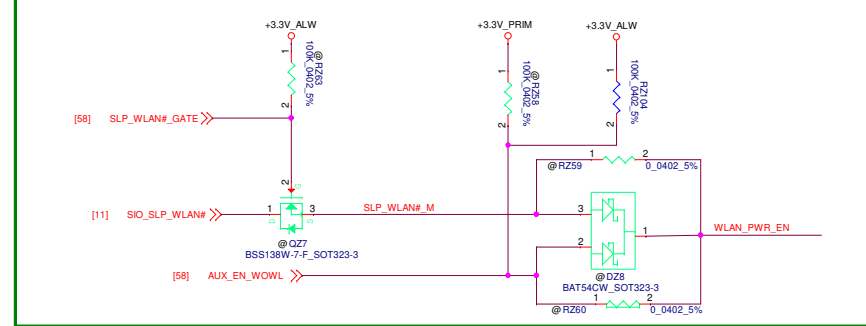 +3.3V_ALW
+3.3V_PRIM
+3.3V_ALW
1
@ RZ63
100K_0402_5%
2
1
@ RZ58
100K_0402_5%
2
1
RZ104
100K_0402_5%
2
[58] SLP_WLAN#_GATE
1 2
@ RZ59 0_0402_5%
2
G
[11] SIO_SLP_WLAN#
1 3
D S
SLP_WLAN#_M
3
1
WLAN_PWR_EN
2
@ QZ7
BSS138W-7-F_SOT323-3
[58] AUX_EN_WOWL
@ DZ8
BAT54CW_SOT323-3
1 2
@ RZ60 0_0402_5%